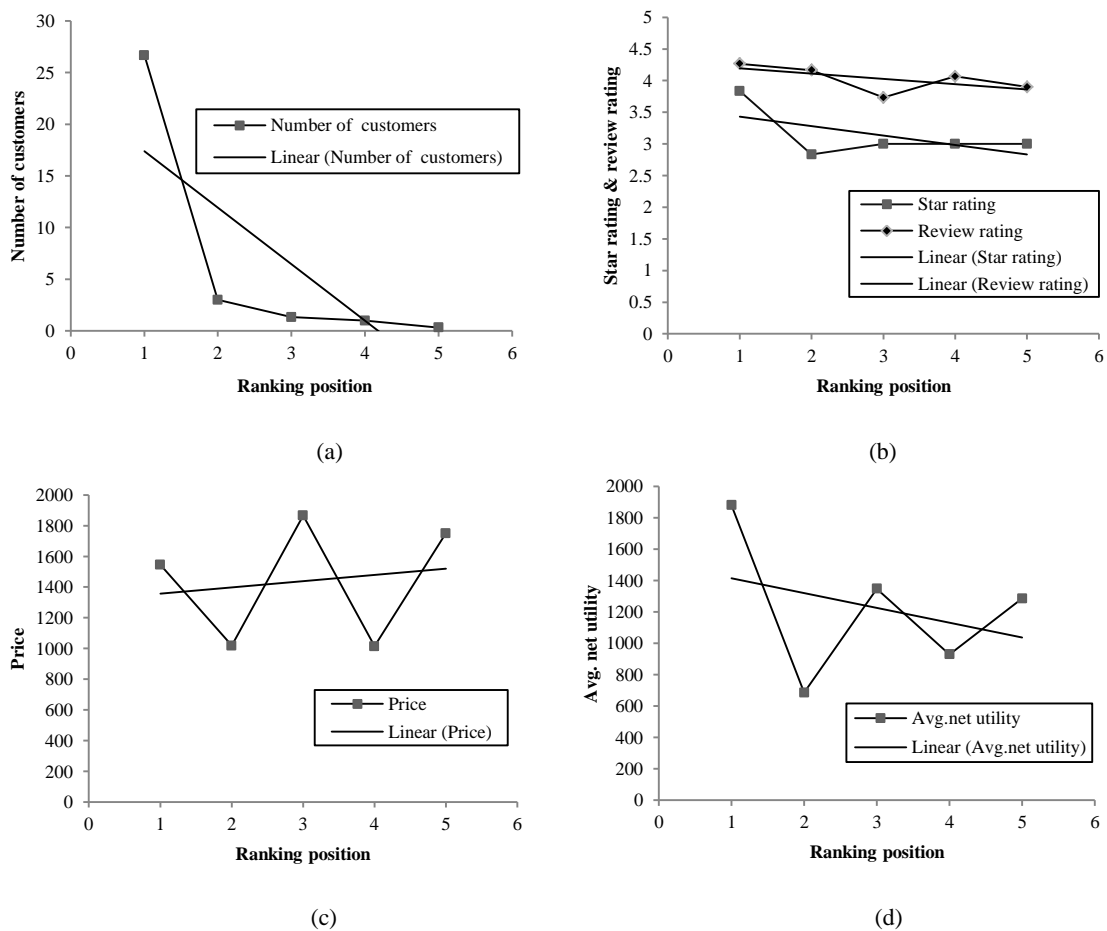 30
25
20
15
10
5
0
0 1 2 3 4 5 6
Number of customers
Ranking position
Number of customers
Linear (Number of customers)
(a)
5
4.5
4
3.5
3
2.5
2
1.5
1
0.5
0
0 1 2 3 4 5 6
Star rating & review rating
Ranking position
Star rating
Review rating
Linear (Star rating)
Linear (Review rating)
(b)
2000
1800
1600
1400
1200
1000
800
600
400
200
0
0 1 2 3 4 5 6
Price
Ranking position
Price
Linear (Price)
(c)
2000
1800
1600
1400
1200
1000
800
600
400
200
0
0 1 2 3 4 5 6
Avg. net utility
Ranking position
Avg.net utility
Linear (Avg.net utility)
(d)